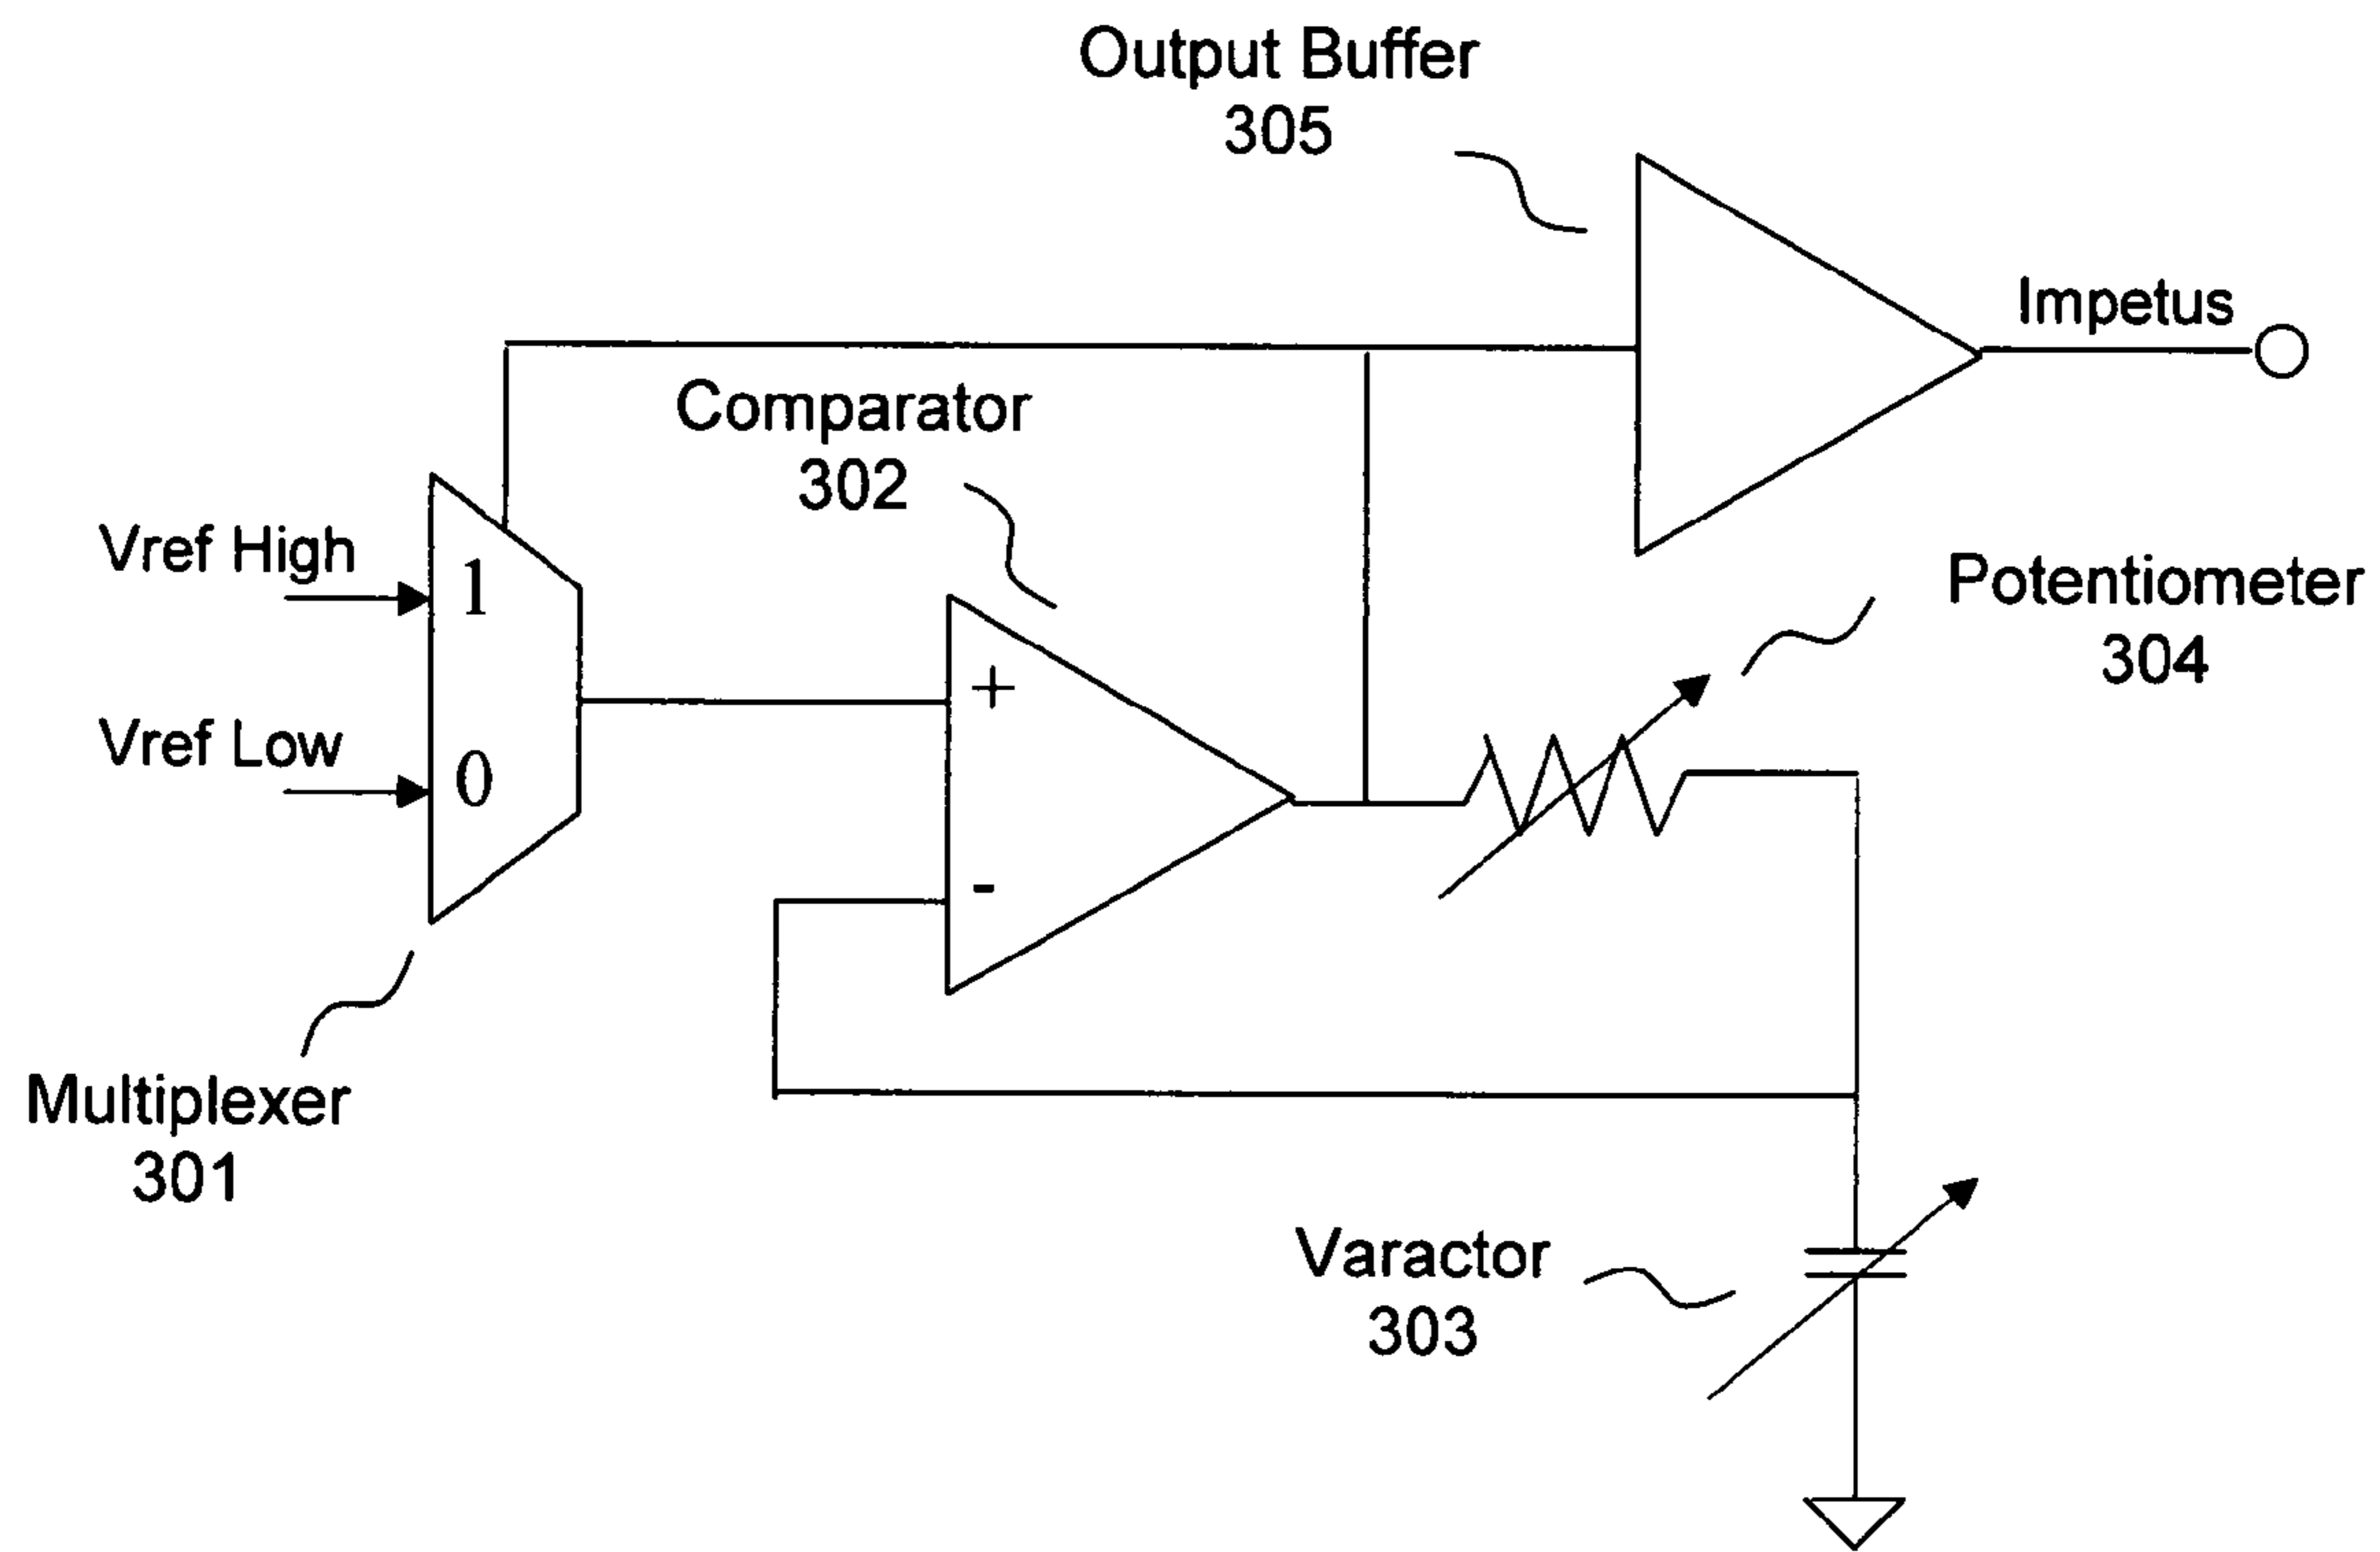 Output Buffer
305
Impetus
Comparator
302
Vref High
1
Potentiometer
304
+
Vref Low
0
-
Multiplexer
301
Varactor
303